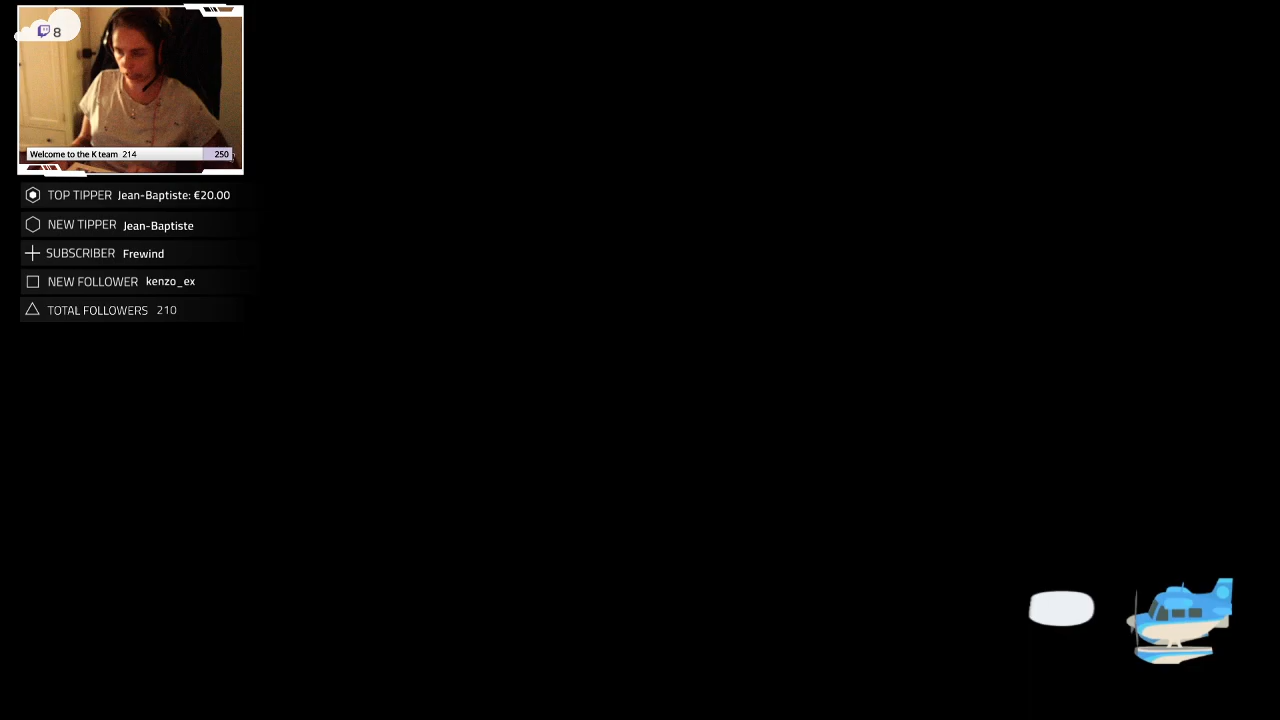 8
Welcome to the K team 214 250
TOP TIPPER Jean-Baptiste: €20.00
NEW TIPPER Jean-Baptiste
SUBSCRIBER Frewind
NEW FOLLOWER kenzo_ex
TOTAL FOLLOWERS 210